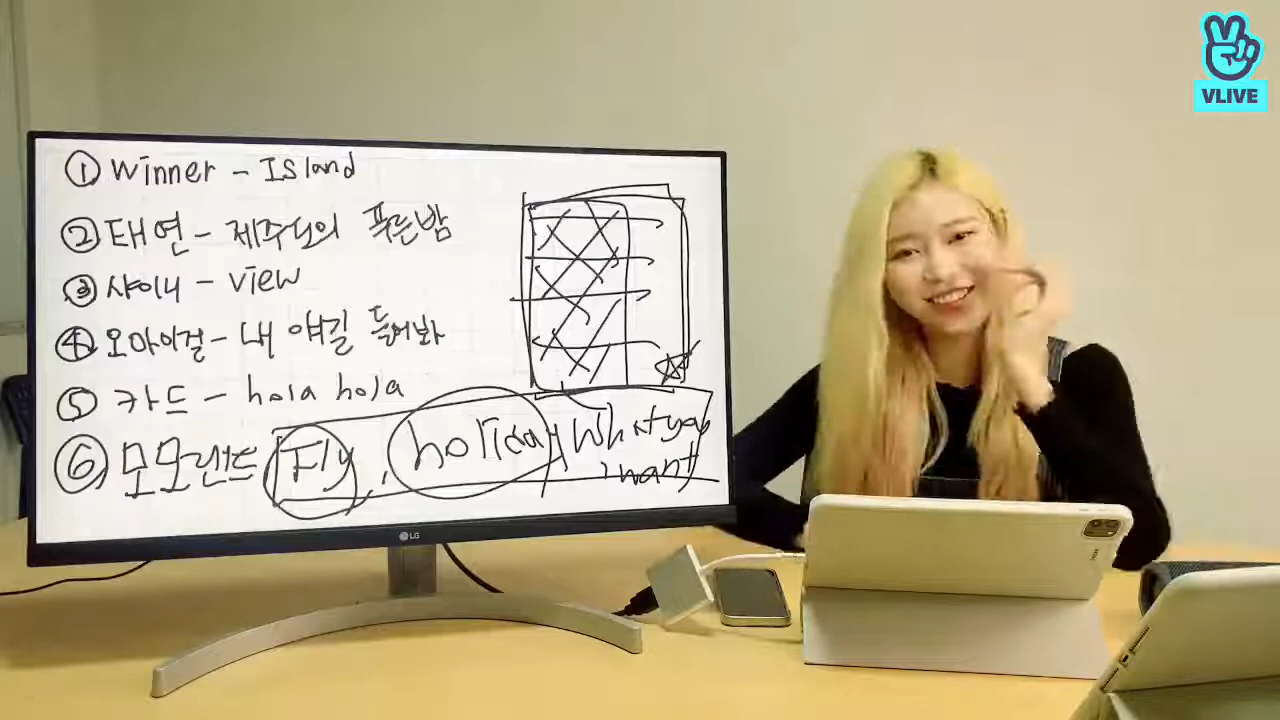 ① Winner - Island
② 태연 - 제주도의 푸른밤
③ 샤이니 - view
④ 오마이걸 - 내 얘길 들어봐
⑤ 카드 - hola hola
⑥ 모모랜드 Fly, holiday What you
want
LG
VLIVE